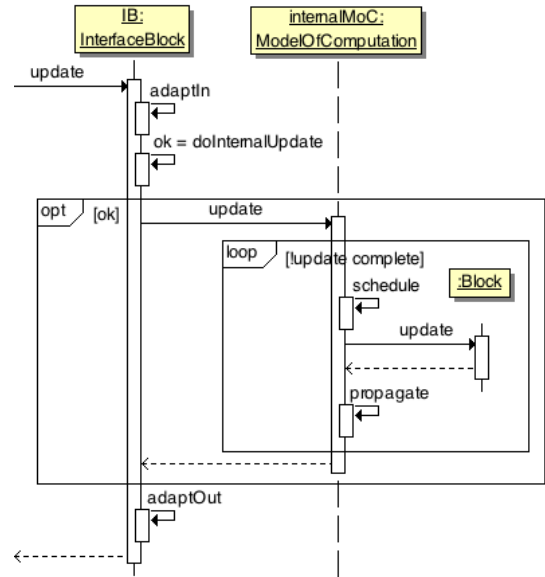 IB:
InterfaceBlock
internalMoC:
ModelOfComputation
update
adaptIn
ok = doInternalUpdate
opt
[ok]
update
loop
[!update complete]
:Block
schedule
update
propagate
adaptOut